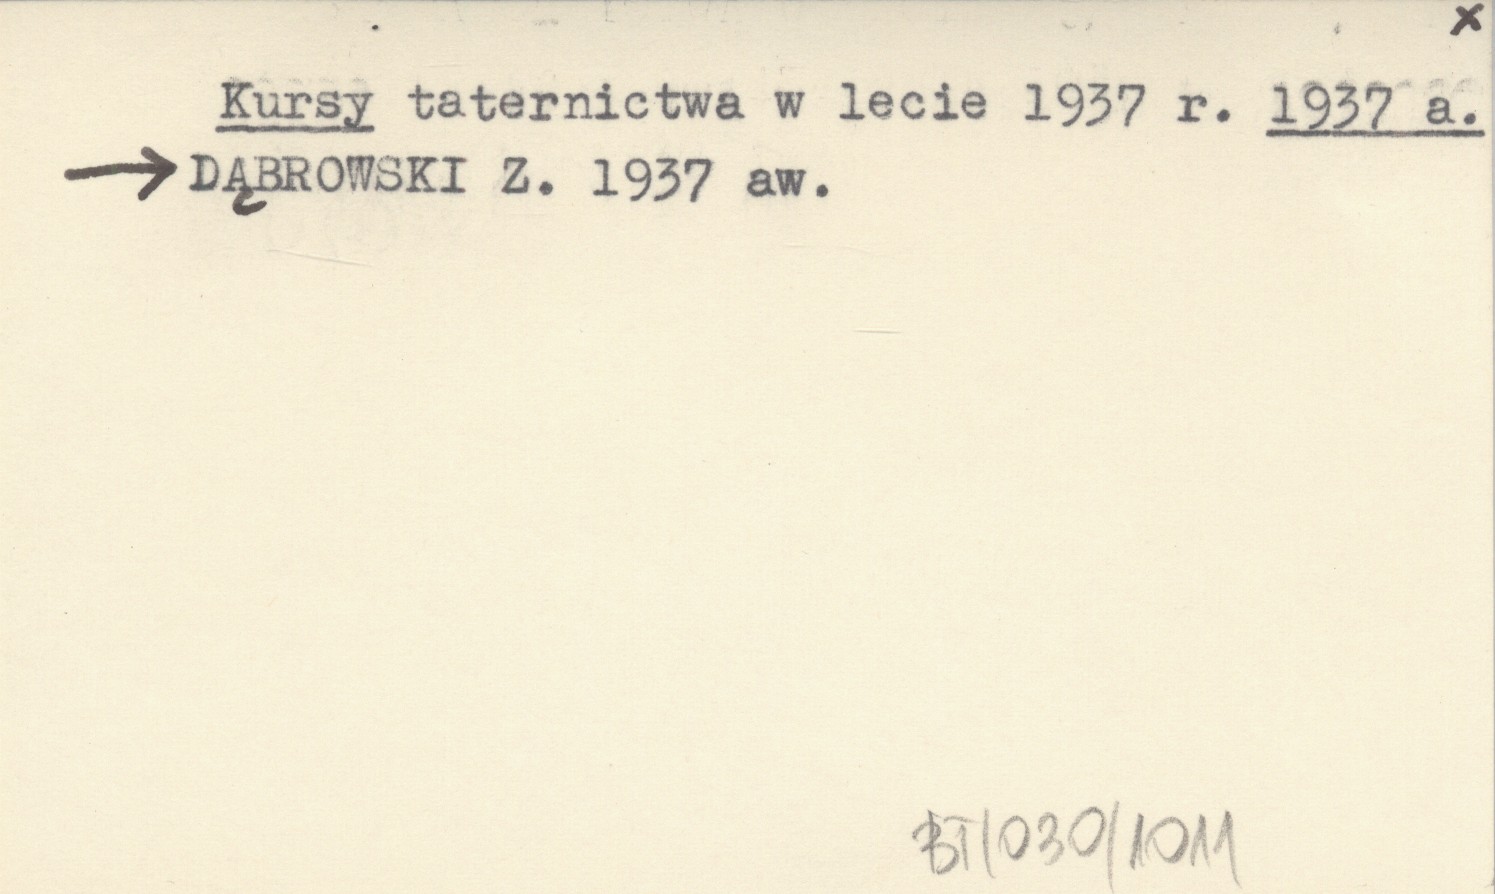 x
Kursy taternictwa w lecie 1937 r. 1937 a.
→ DĄBROWSKI Z. 1937 aw.
BT/030/1011